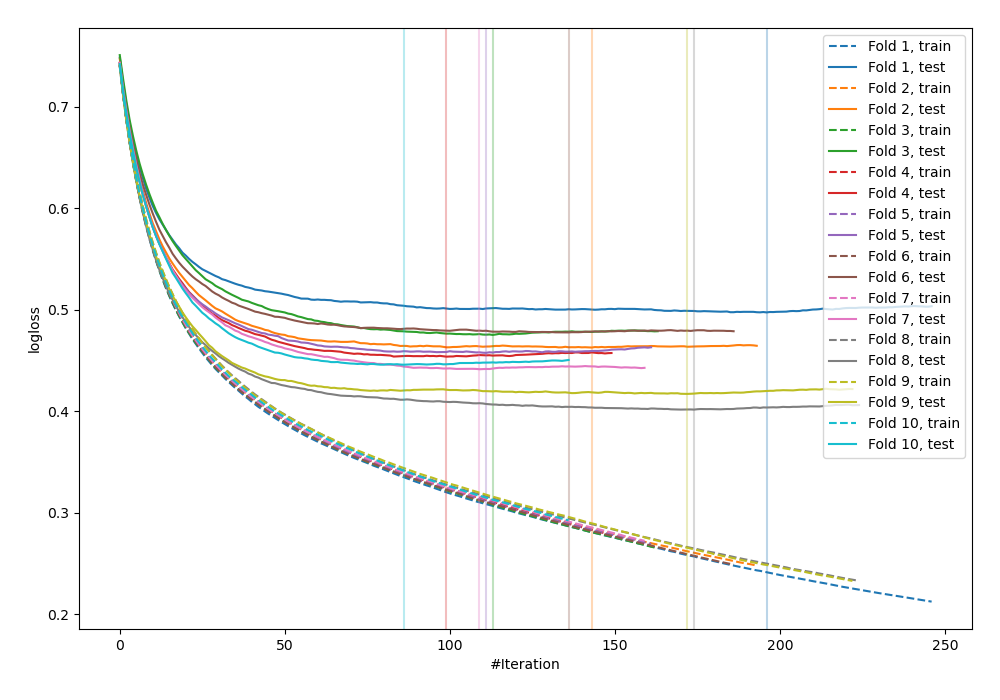 0.7
0.6
0.5
0.4
0.3
0.2
logloss
0
50
100
150
200
250
#Iteration
Fold 1, train
Fold 1, test
Fold 2, train
Fold 2, test
Fold 3, train
Fold 3, test
Fold 4, train
Fold 4, test
Fold 5, train
Fold 5, test
Fold 6, train
Fold 6, test
Fold 7, train
Fold 7, test
Fold 8, train
Fold 8, test
Fold 9, train
Fold 9, test
Fold 10, train
Fold 10, test